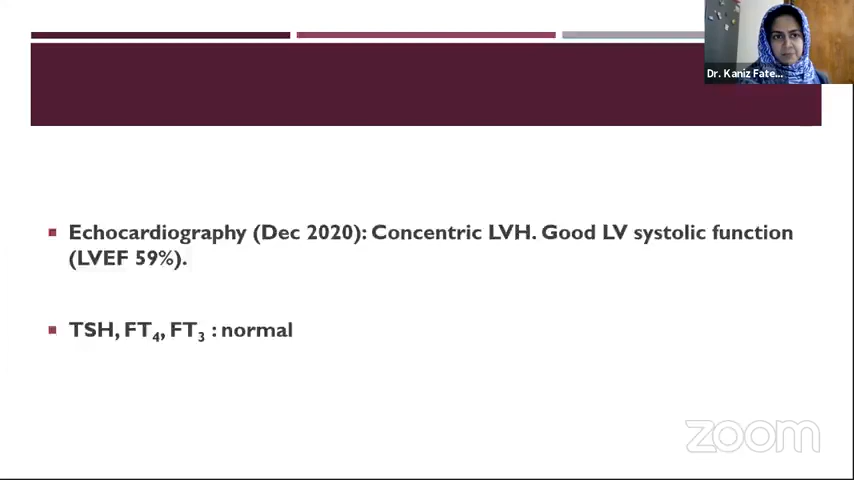 Dr. Kaniz Fate...
Echocardiography (Dec 2020): Concentric LVH. Good LV systolic function
(LVEF 59%).
TSH, FT₄, FT₃ : normal
zoom